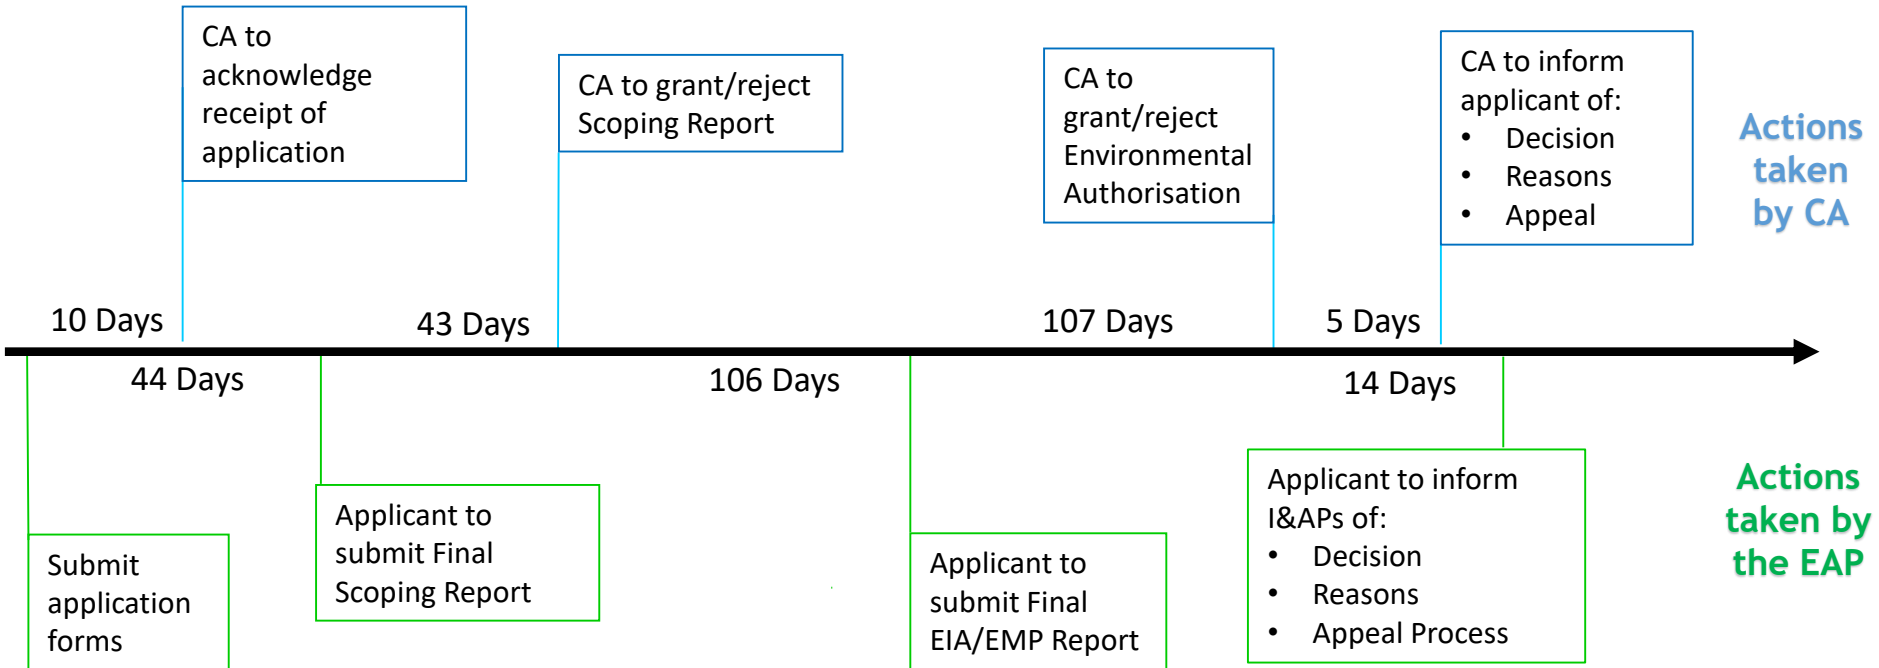 CA to
acknowledge
receipt of
application
CA to grant/reject
Scoping Report
CA to
grant/reject
Environmental
Authorisation
CA to inform
applicant of:
• Decision
• Reasons
• Appeal
Actions
taken
by CA
10 Days
43 Days
107 Days
5 Days
44 Days
106 Days
14 Days
Submit
application
forms
Applicant to
submit Final
Scoping Report
Applicant to
submit Final
EIA/EMP Report
Applicant to inform
I&APs of:
• Decision
• Reasons
• Appeal Process
Actions
taken by
the EAP